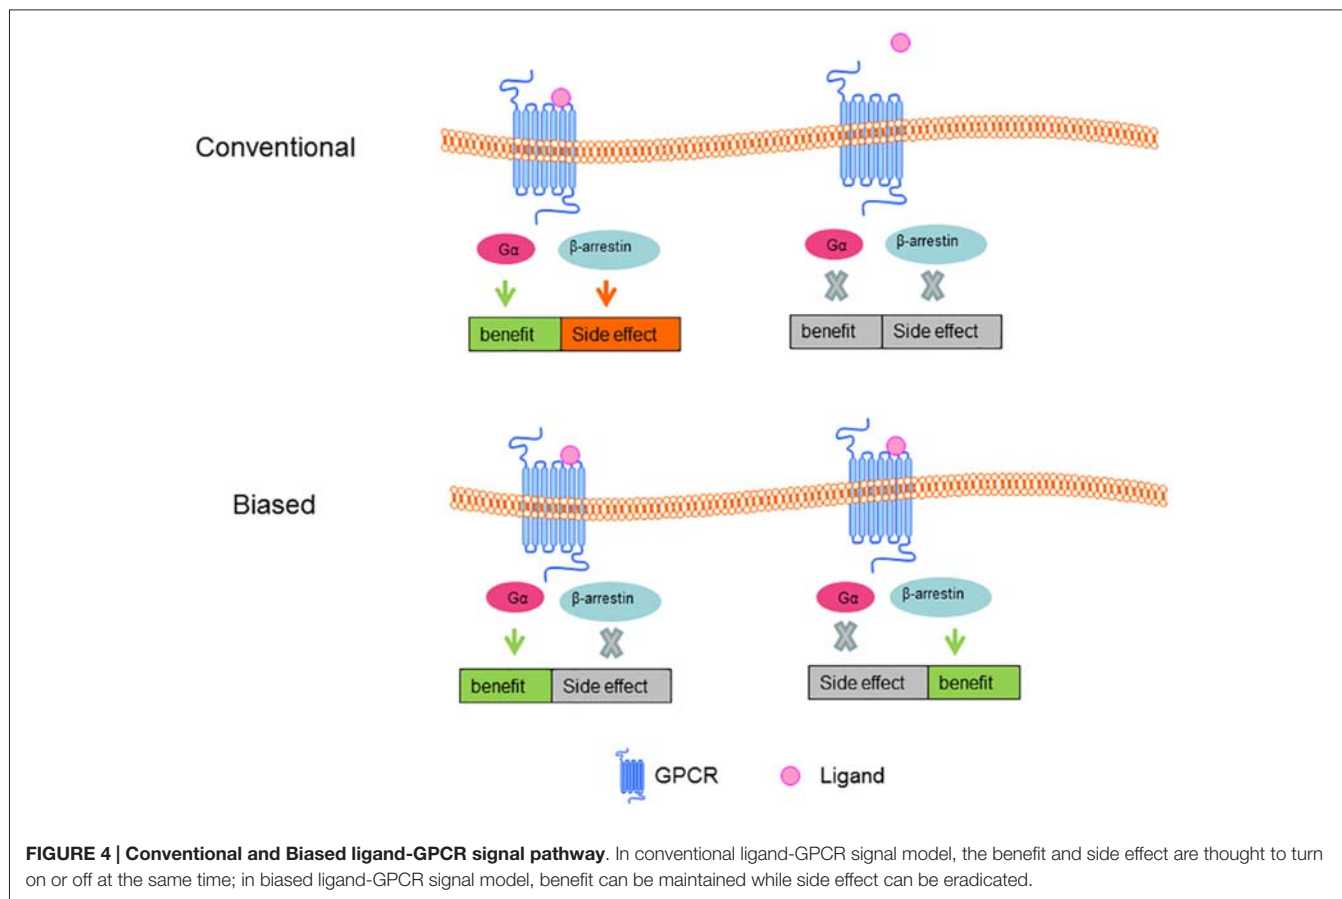 Conventional
Gα β-arrestin Gα β-arrestin
benefit Side effect benefit Side effect
Biased
Gα β-arrestin Gα β-arrestin
benefit Side effect Side effect benefit
GPCR Ligand
FIGURE 4 | Conventional and Biased ligand-GPCR signal pathway. In conventional ligand-GPCR signal model, the benefit and side effect are thought to turn
on or off at the same time; in biased ligand-GPCR signal model, benefit can be maintained while side effect can be eradicated.